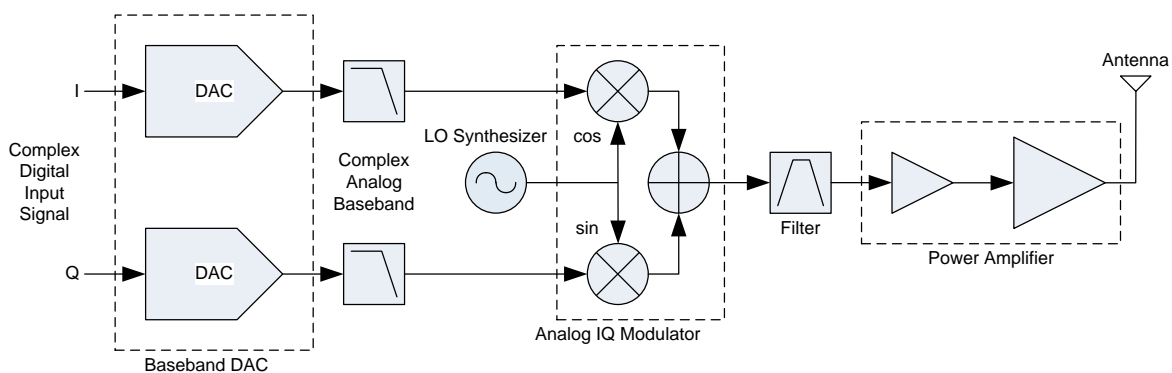 I
DAC
Complex
Digital
Input
Signal
Q
DAC
Baseband DAC
Complex
Analog
Baseband
LO Synthesizer
cos
sin
Analog IQ Modulator
Filter
Power Amplifier
Antenna